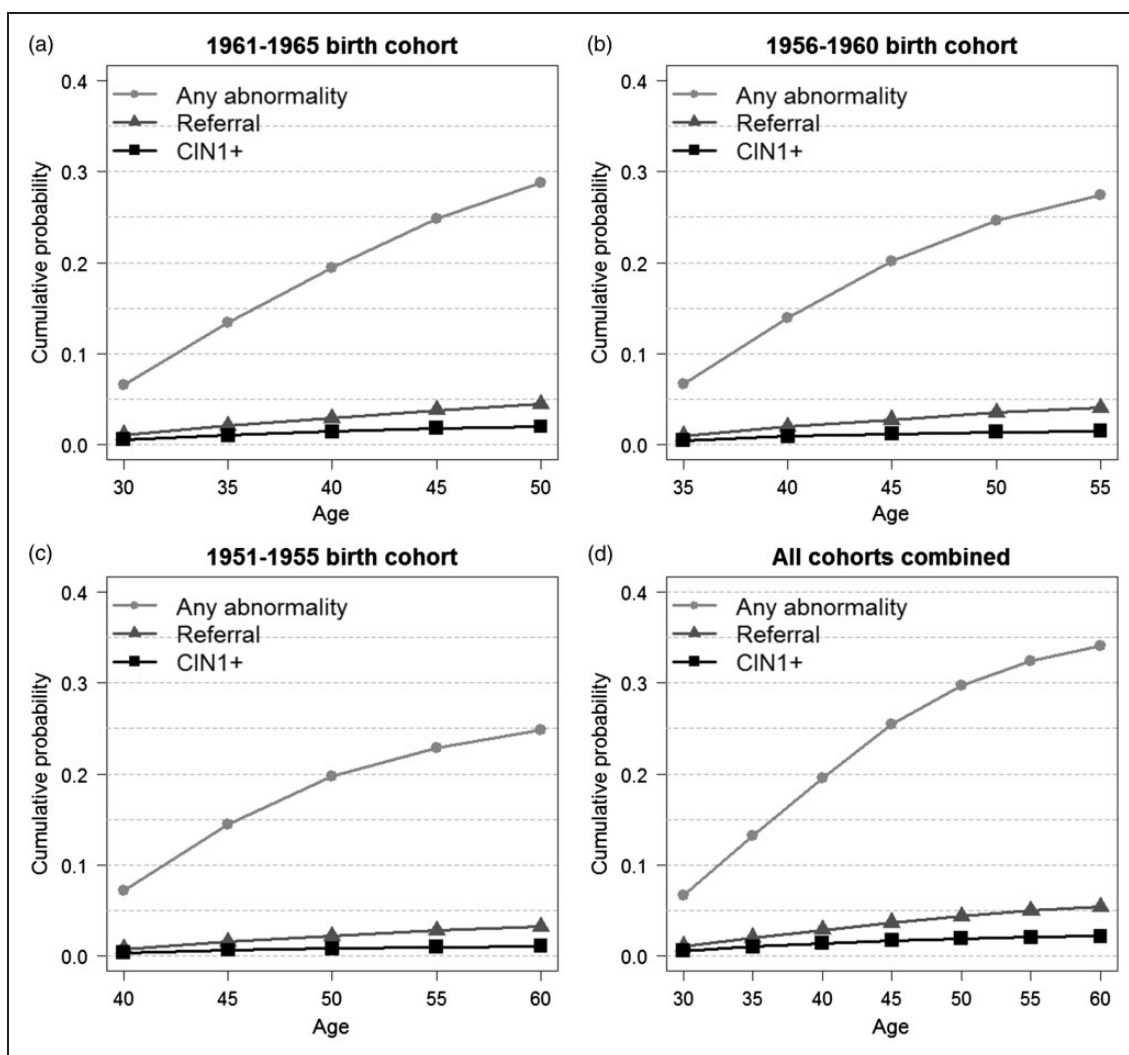 (a)
1961-1965 birth cohort
Cumulative probability
0.4
0.3
0.2
0.1
0.0
Any abnormality
Referral
CIN1+
30 35 40 45 50
Age
(b)
1956-1960 birth cohort
Cumulative probability
0.4
0.3
0.2
0.1
0.0
Any abnormality
Referral
CIN1+
35 40 45 50 55
Age
(c)
1951-1955 birth cohort
Cumulative probability
0.4
0.3
0.2
0.1
0.0
Any abnormality
Referral
CIN1+
40 45 50 55 60
Age
(d)
All cohorts combined
Cumulative probability
0.4
0.3
0.2
0.1
0.0
Any abnormality
Referral
CIN1+
30 35 40 45 50 55 60
Age